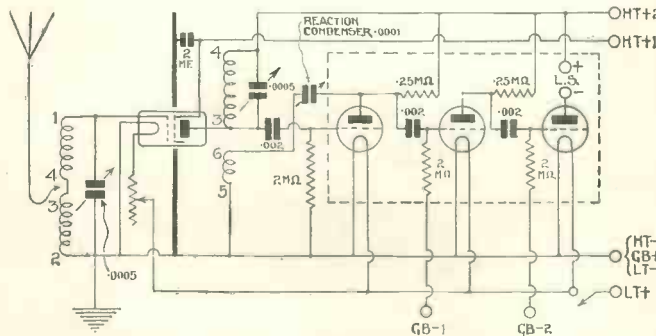 REACTION
CONDENSER .0001
HT+2
HT+1
2
MF
4
.0005
3
.002
6
5
2MΩ
.25MΩ
.25MΩ
+
L.S.
-
.002
.002
2
MΩ
2
MΩ
1
4
3
2
.0005
HT-
GB+
LT-
LT+
GB-1
GB-2